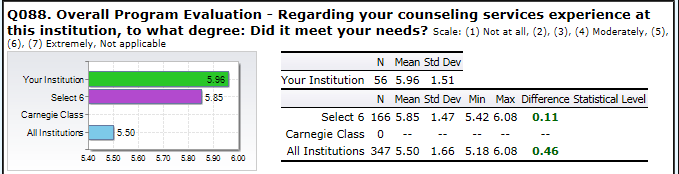 Q088. Overall Program Evaluation - Regarding your counseling services experience at
this institution, to what degree: Did it meet your needs? Scale: (1) Not at all, (2), (3), (4) Moderately, (5),
(6), (7) Extremely, Not applicable
Your Institution 5.96
Select 6 5.85
Carnegie Class
All Institutions 5.50
5.40 5.50 5.60 5.70 5.80 5.90 6.00
N Mean Std Dev
Your Institution 56 5.96 1.51
N Mean Std Dev Min Max Difference Statistical Level
Select 6 166 5.85 1.47 5.42 6.08 0.11
Carnegie Class 0 -- -- -- -- --
All Institutions 347 5.50 1.66 5.18 6.08 0.46